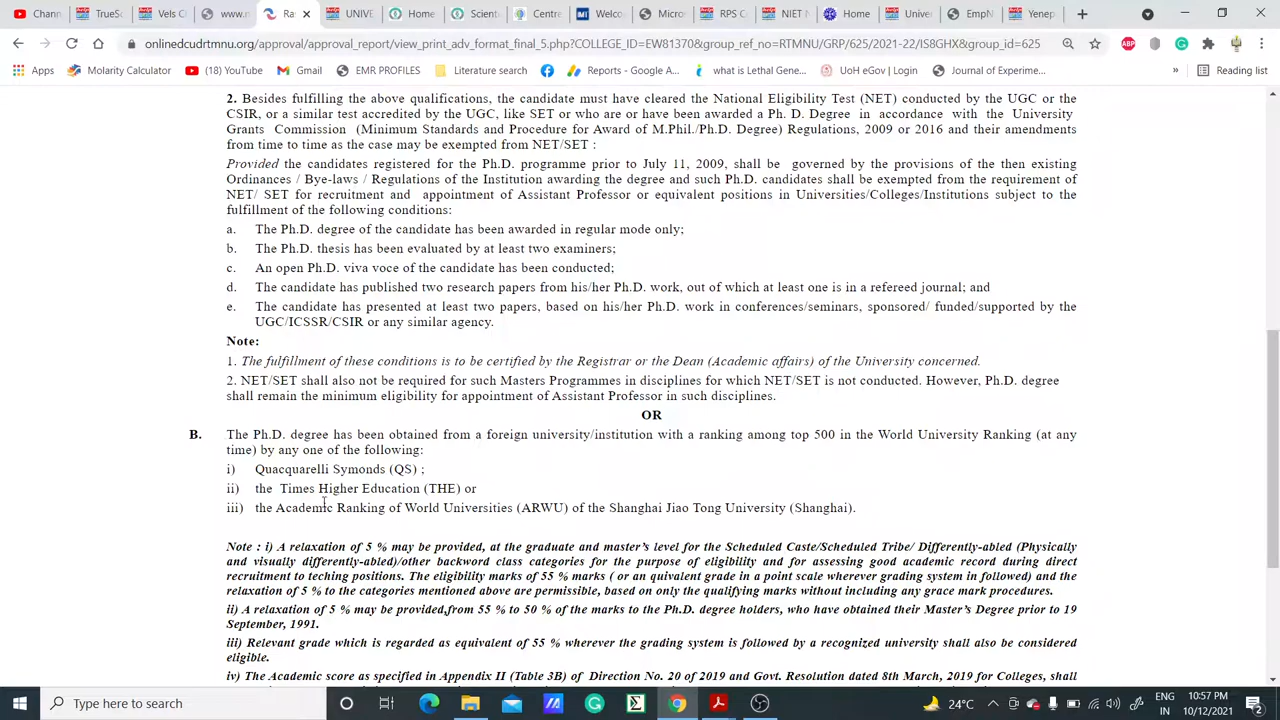 Ra
TrueSc
Vels C
www.n
UNIVE
Home
Scienta
Centre
Welco
Micros
RPS C
NIET N
Home
Univer
EmpN
Yenep
onlinecudrtmnu.org/approval/approval_report/view_print_adv_format_final_5.php?COLLEGE_ID=EW81370&group_ref_no=RTMNU/GRP/625/2021-22/IS8GHX&group_id=625
Apps Molarity Calculator (18) YouTube Gmail EMR PROFILES Literature search Reports - Google A... what is Lethal Gene... UoH eGov | Login Journal of Experime... » Reading list
2. Besides fulfilling the above qualifications, the candidate must have cleared the National Eligibility Test (NET) conducted by the UGC or the
CSIR, or a similar test accredited by the UGC, like SET or who are or have been awarded a Ph. D. Degree in accordance with the University
Grants Commission (Minimum Standards and Procedure for Award of M.Phil./Ph.D. Degree) Regulations, 2009 or 2016 and their amendments
from time to time as the case may be exempted from NET/SET :
Provided the candidates registered for the Ph.D. programme prior to July 11, 2009, shall be governed by the provisions of the then existing
Ordinances / Bye-laws / Regulations of the Institution awarding the degree and such Ph.D. candidates shall be exempted from the requirement of
NET/ SET for recruitment and appointment of Assistant Professor or equivalent positions in Universities/Colleges/Institutions subject to the
fulfillment of the following conditions:
a. The Ph.D. degree of the candidate has been awarded in regular mode only;
b. The Ph.D. thesis has been evaluated by at least two examiners;
c. An open Ph.D. viva voce of the candidate has been conducted;
d. The candidate has published two research papers from his/her Ph.D. work, out of which at least one is in a refereed journal; and
e. The candidate has presented at least two papers, based on his/her Ph.D. work in conferences/seminars, sponsored/ funded/supported by the
UGC/ICSSR/CSIR or any similar agency.
Note:
1. The fulfillment of these conditions is to be certified by the Registrar or the Dean (Academic affairs) of the University concerned.
2. NET/SET shall also not be required for such Masters Programmes in disciplines for which NET/SET is not conducted. However, Ph.D. degree
shall remain the minimum eligibility for appointment of Assistant Professor in such disciplines.
OR
B. The Ph.D. degree has been obtained from a foreign university/institution with a ranking among top 500 in the World University Ranking (at any
time) by any one of the following:
i) Quacquarelli Symonds (QS) ;
ii) the Times Higher Education (THE) or
iii) the Academic Ranking of World Universities (ARWU) of the Shanghai Jiao Tong University (Shanghai).
Note : i) A relaxation of 5 % may be provided, at the graduate and master's level for the Scheduled Caste/Scheduled Tribe/ Differently-abled (Physically
and visually differently-abled)/other backword class categories for the purpose of eligibility and for assessing good academic record during direct
recruitment to teching positions. The eligibility marks of 55 % marks ( or an quivalent grade in a point scale wherever grading system in followed) and the
relaxation of 5 % to the categories mentioned above are permissible, based on only the qualifying marks without including any grace mark procedures.
ii) A relaxation of 5 % may be provided,from 55 % to 50 % of the marks to the Ph.D. degree holders, who have obtained their Master's Degree prior to 19
September, 1991.
iii) Relevant grade which is regarded as equivalent of 55 % wherever the grading system is followed by a recognized university shall also be considered
eligible.
iv) The Academic score as specified in Appendix II (Table 3B) of Direction No. 20 of 2019 and Govt. Resolution dated 8th March, 2019 for Colleges, shall
Type here to search
24°C
ENG
IN
10:57 PM
10/12/2021
2